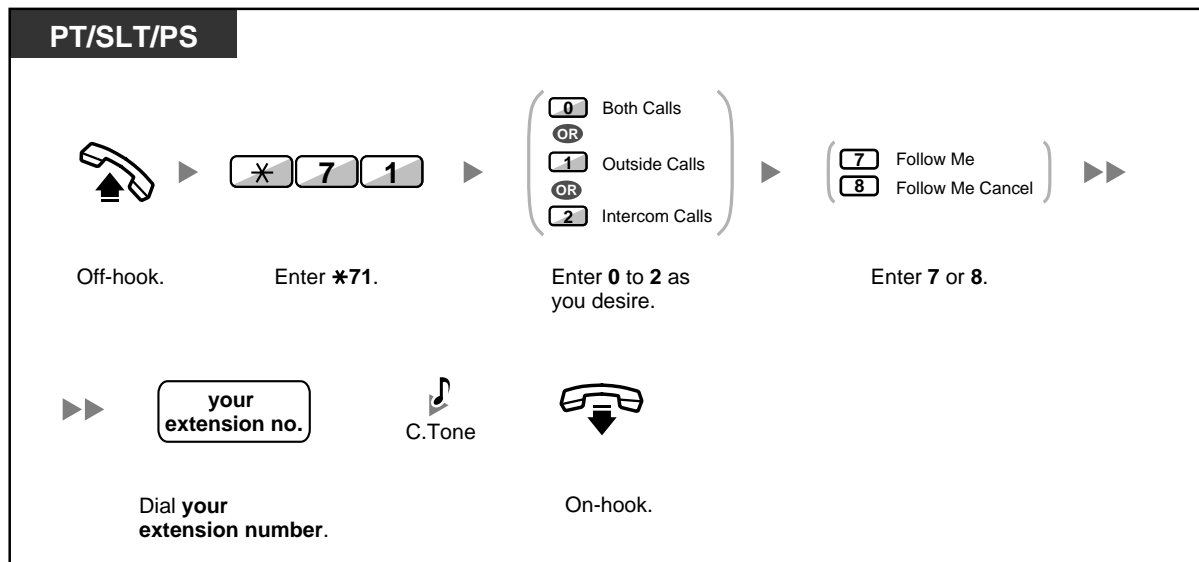 PT/SLT/PS
0 Both Calls
OR
1 Outside Calls
OR
2 Intercom Calls
7 Follow Me
8 Follow Me Cancel
* 7 1
Off-hook.
Enter *71.
Enter 0 to 2 as
you desire.
Enter 7 or 8.
your
extension no.
C.Tone
Dial your
extension number.
On-hook.